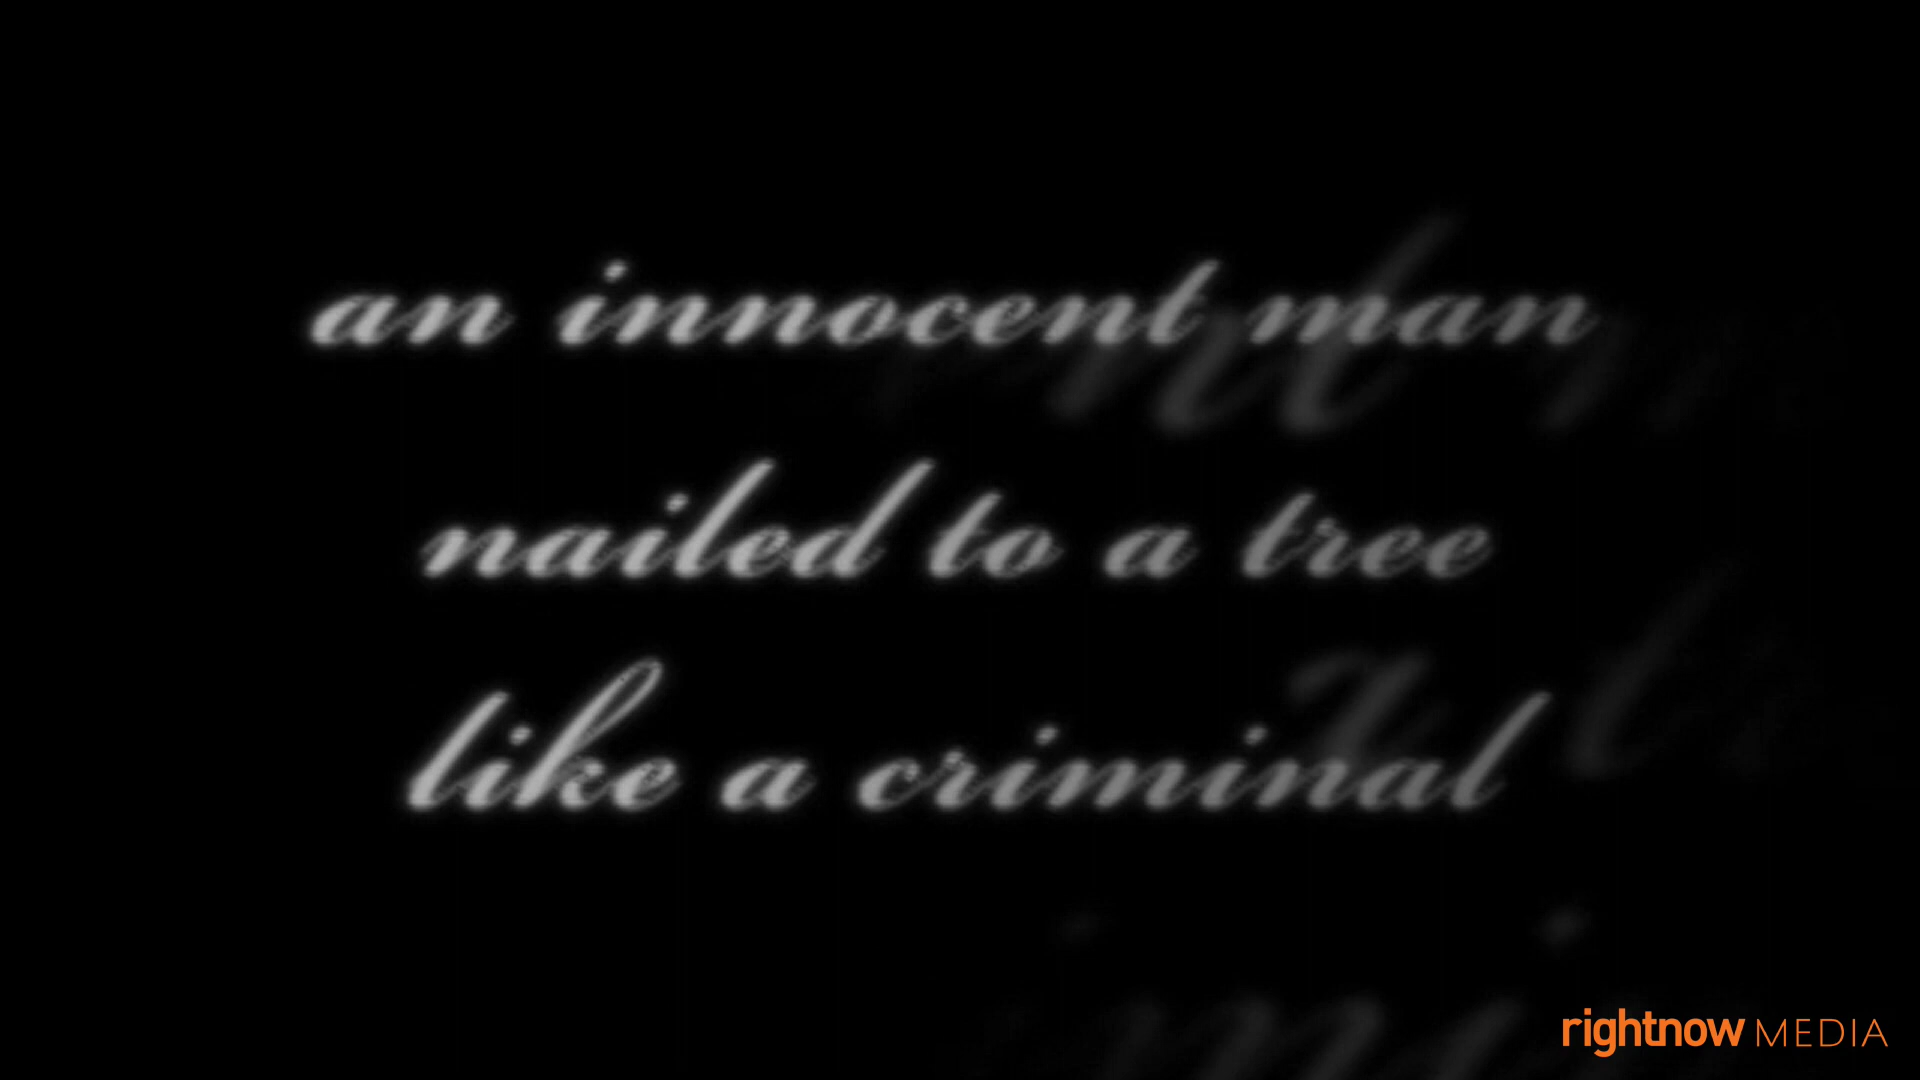 an innocent man
nailed to a tree
like a criminal
rightnow MEDIA